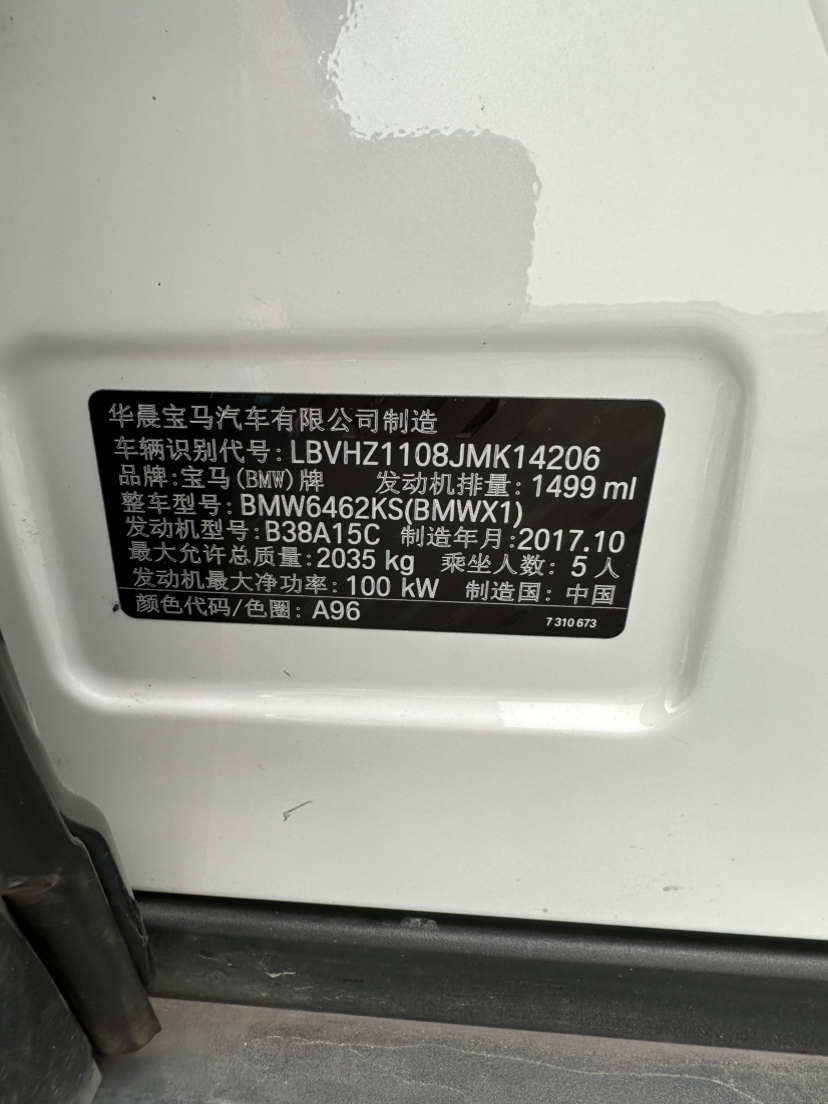 华晨宝马汽车有限公司制造
车辆识别代号: LBVHZ1108JMK14206
品牌: 宝马(BMW)牌 发动机排量: 1499 ml
整车型号: BMW6462KS(BMWX1)
发动机型号: B38A15C 制造年月: 2017.10
最大允许总质量: 2035 kg 乘坐人数: 5 人
发动机最大净功率: 100 kW 制造国: 中国
颜色代码/色圈: A96
7 310 673